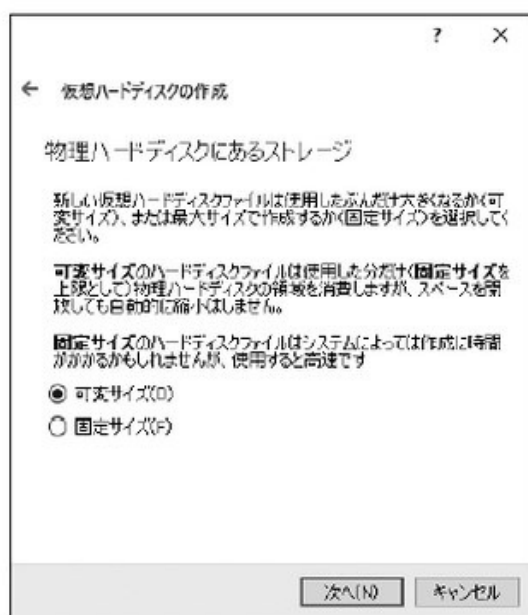 ? ×
← 仮想ハードディスクの作成
物理ハードディスクにあるストレージ
新しい仮想ハードディスクファイルは使用したぶんだけ大きくなるか(可
変サイズ)、または最大サイズで作成するか(固定サイズ)を選択してく
ださい。
可変サイズのハードディスクファイルは使用した分だけ(固定サイズを
上限として)物理ハードディスクの領域を消費しますが、スペースを開
放しても自動的に縮小はしません。
固定サイズのハードディスクファイルはシステムによっては作成に時間
がかかるかもしれませんが、使用すると高速です
可変サイズ(D)
固定サイズ(F)
次へ(N) キャンセル